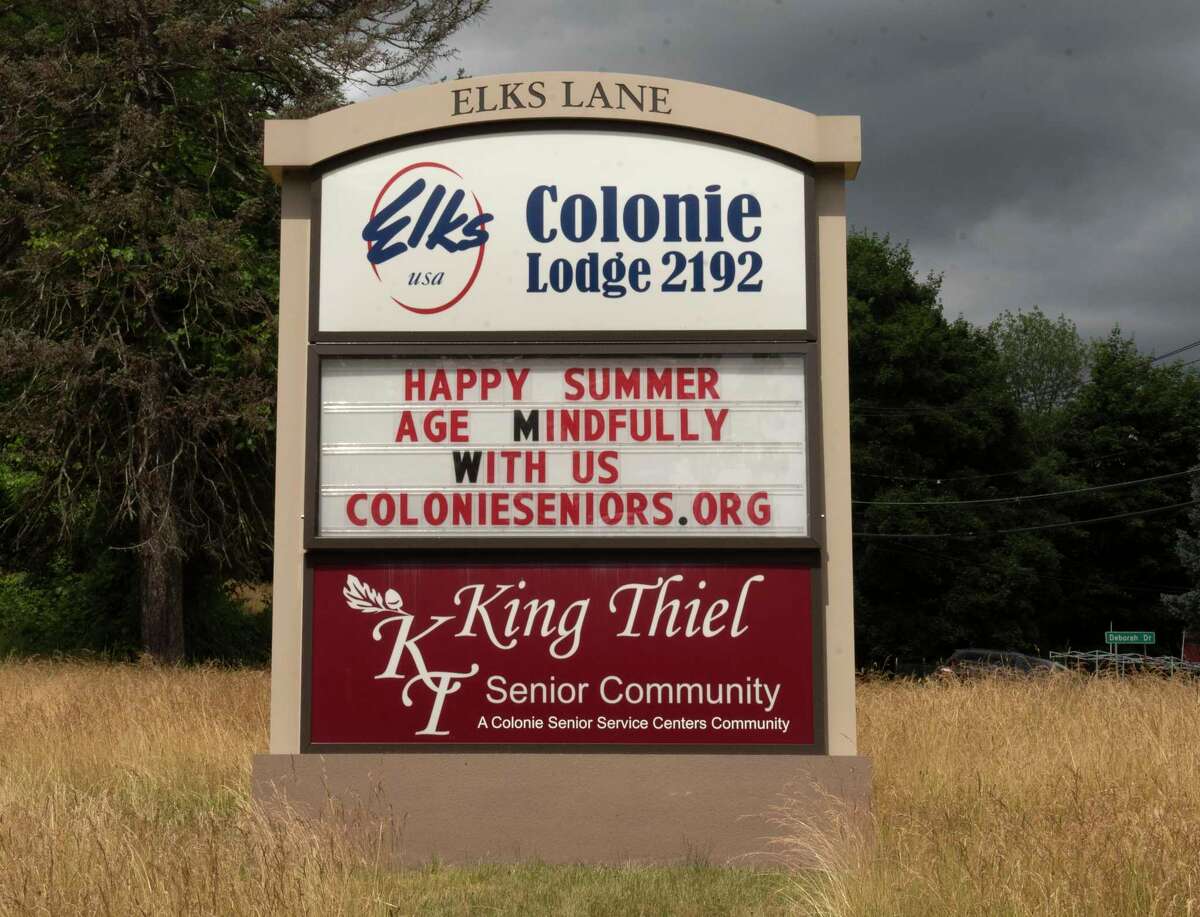 ELKS LANE
Elks
usa
Colonie
Lodge 2192
HAPPY SUMMER
AGE MINDFULLY
WITH US
COLONIESENIORS.ORG
KT
King Thiel
Senior Community
A Colonie Senior Service Centers Community
Deborah Dr